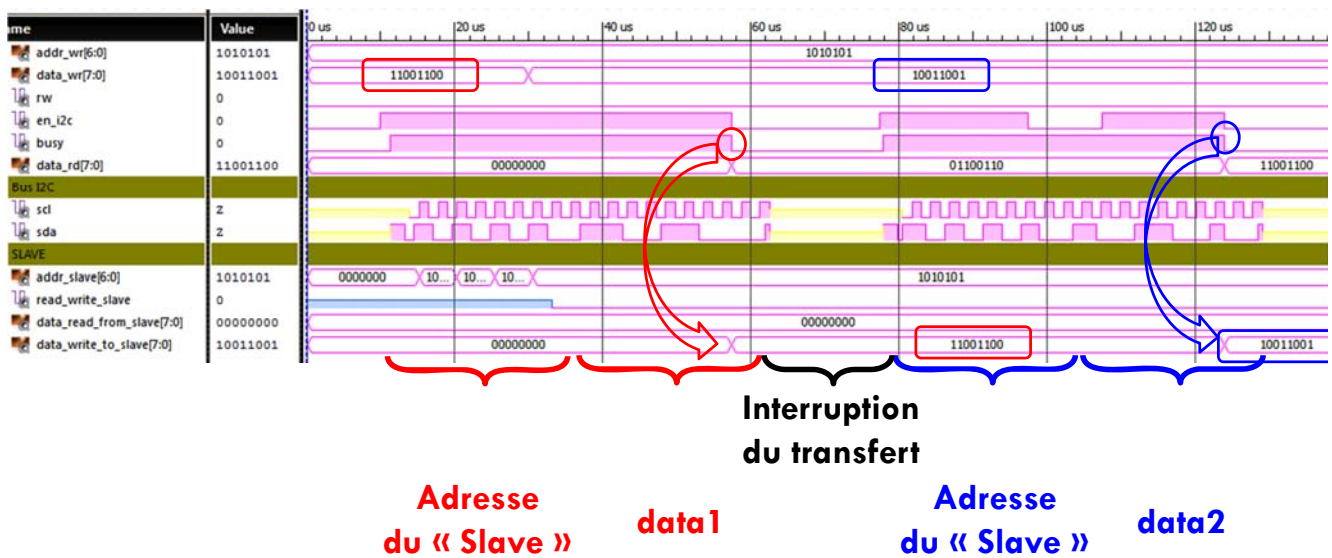 ame Value 0 us 20 us 40 us 60 us 80 us 100 us 120 us
addr_wr[6:0] 1010101 1010101
data_wr[7:0] 10011001 11001100 10011001
rw 0
en_i2c 0
busy 0
data_rd[7:0] 11001100 00000000 01100110 11001100
Bus I2C
scl Z
sda Z
SLAVE
addr_slave[6:0] 1010101 0000000 10... 10... 10... 1010101
read_write_slave 0
data_read_from_slave[7:0] 00000000 00000000
data_write_to_slave[7:0] 10011001 00000000 11001100 10011001
Interruption
du transfert
Adresse
du « Slave »
data1
Adresse
du « Slave »
data2